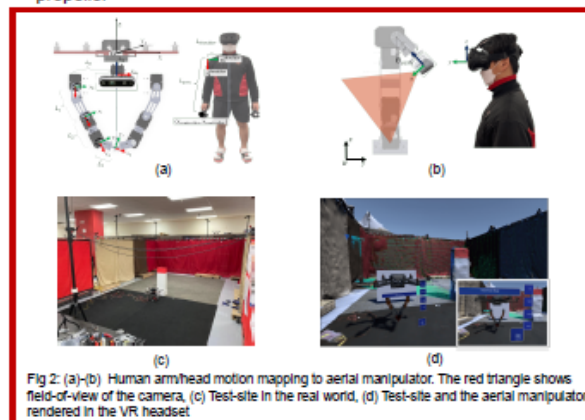 (a)
(b)
(c)
(d)
Fig 2: (a)-(b) Human arm/head motion mapping to aerial manipulator. The red triangle shows
field-of-view of the camera, (c) Test-site in the real world, (d) Test-site and the aerial manipulator
rendered in the VR headset